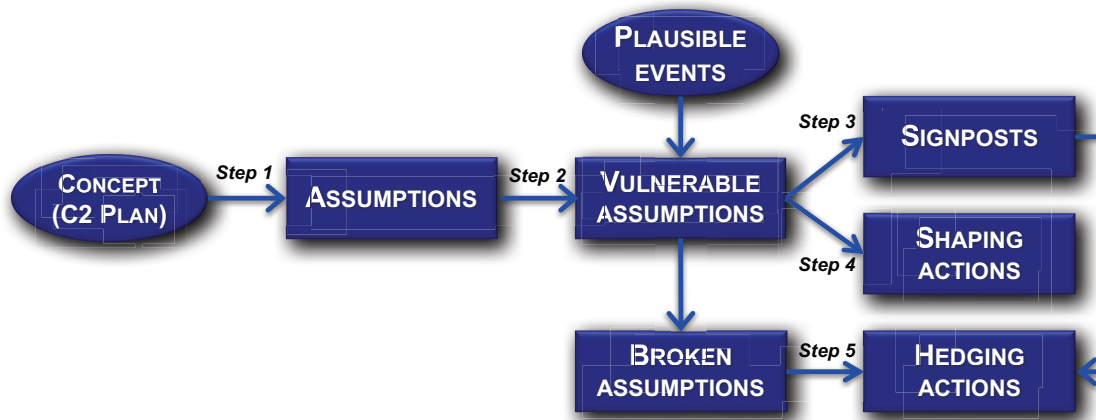 PLAUSIBLE
EVENTS
Step 3
SIGNPOSTS
CONCEPT
(C2 PLAN)
Step 1
ASSUMPTIONS
Step 2
VULNERABLE
ASSUMPTIONS
Step 4
SHAPING
ACTIONS
BROKEN
ASSUMPTIONS
Step 5
HEDGING
ACTIONS